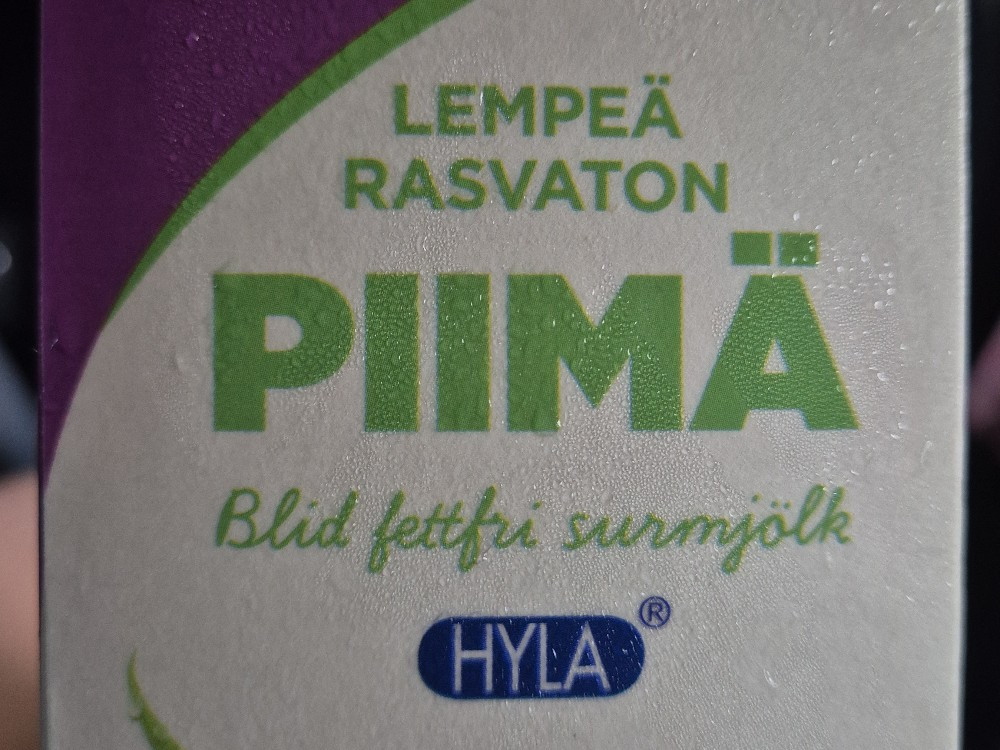 LEMPEÄ
RASVATON
PIIMÄ
Blid fettfri surmjölk
HYLA®